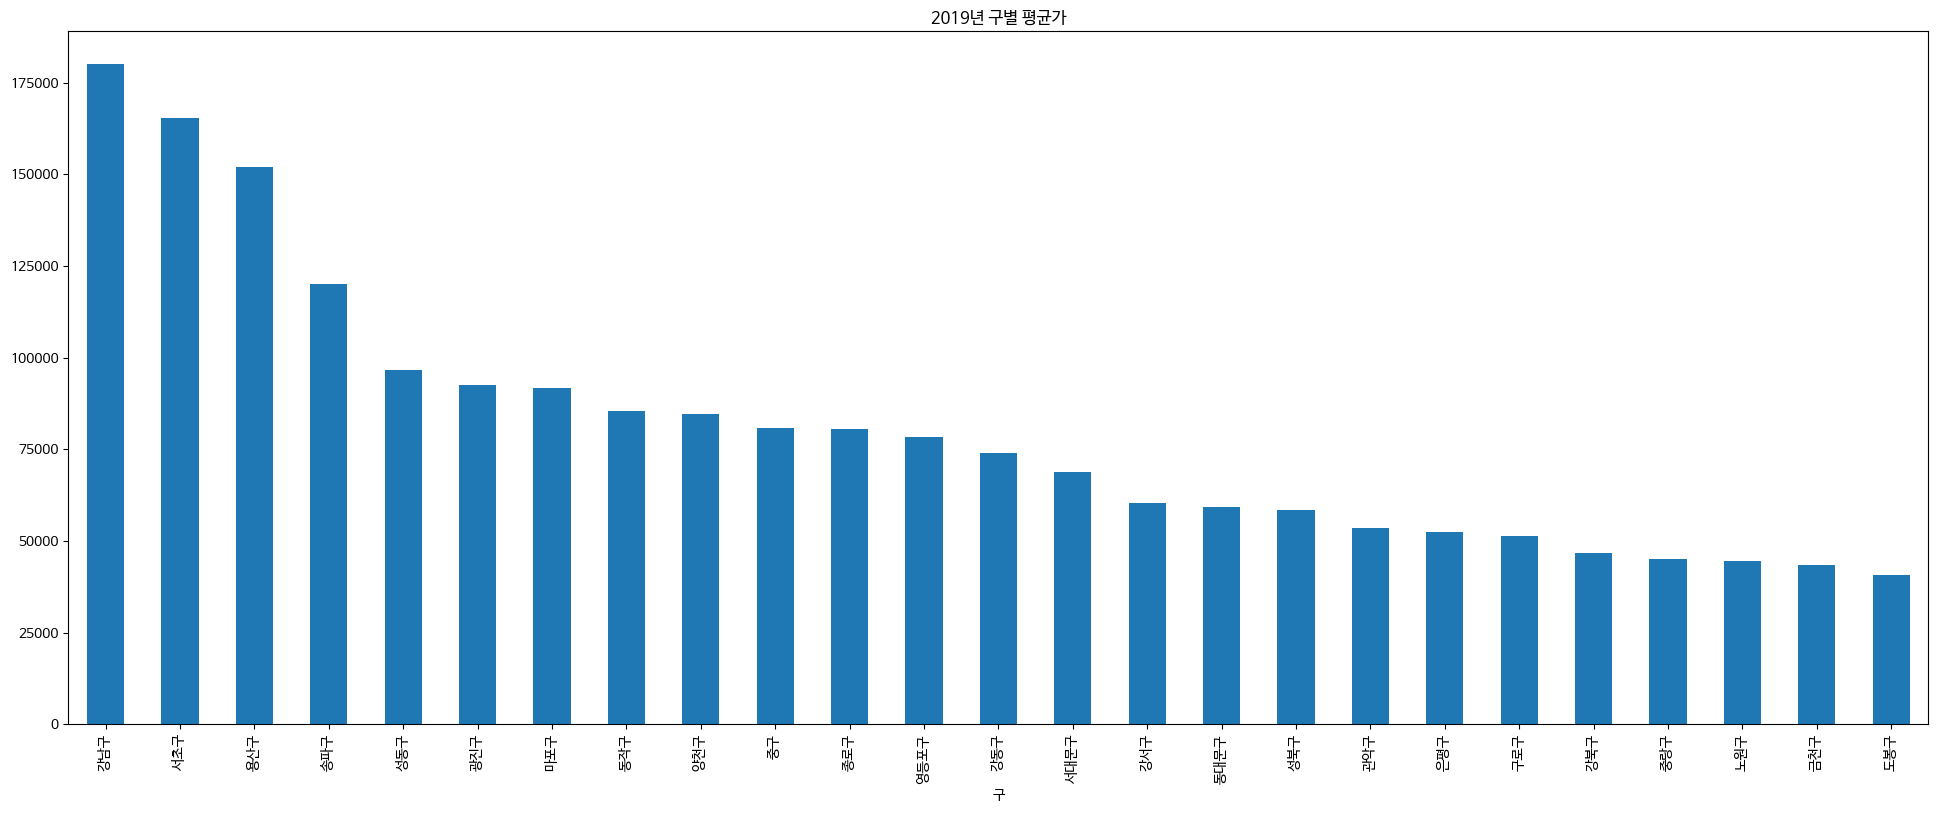 2019년 구별 평균가
175000
150000
125000
100000
75000
50000
25000
0
강남구
서초구
용산구
송파구
성동구
광진구
마포구
동작구
양천구
중구
종로구
영등포구
강동구
서대문구
강서구
동대문구
성북구
관악구
은평구
구로구
강북구
중랑구
노원구
금천구
도봉구
구